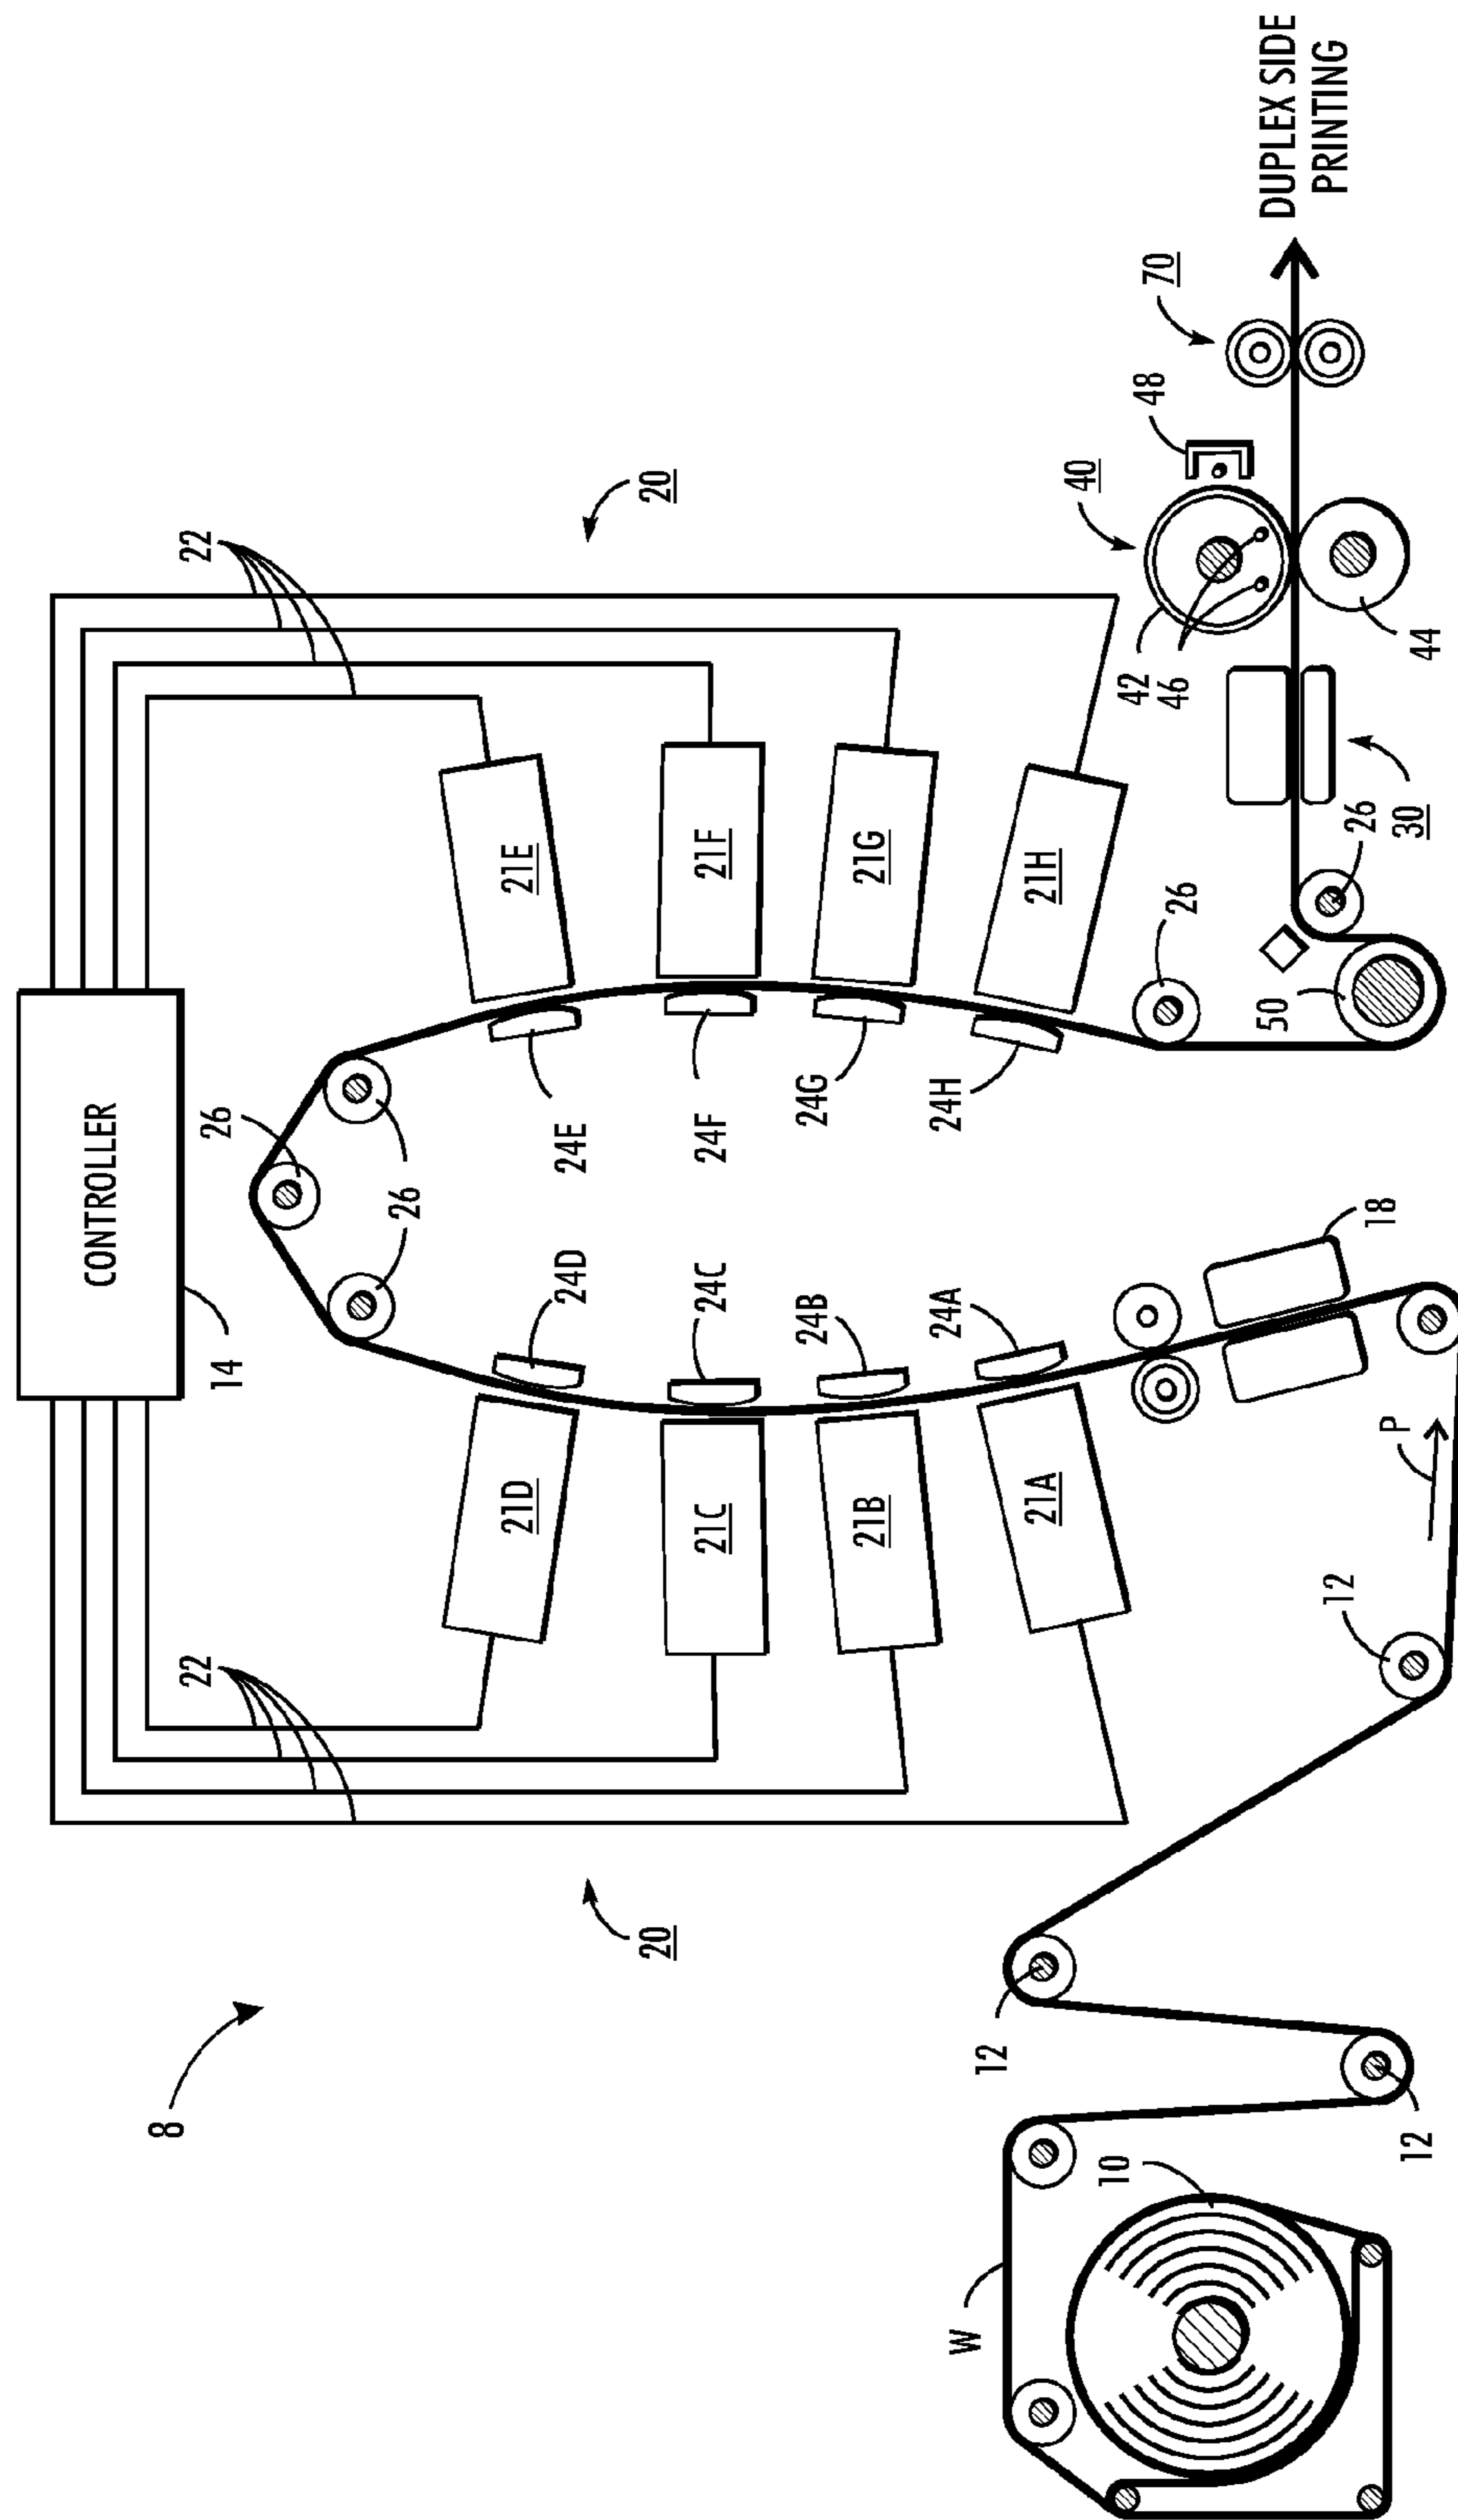 CONTROLLER
8
22
22
14
26
26
21D
21E
24D
24E
20
20
21C
24C
24F
21F
24B
24G
21B
21G
24A
24H
W
12
21A
21H
40
10
42
48
70
46
26
50
DUPLEX SIDE
PRINTING
12
26
18
P
30
12
44